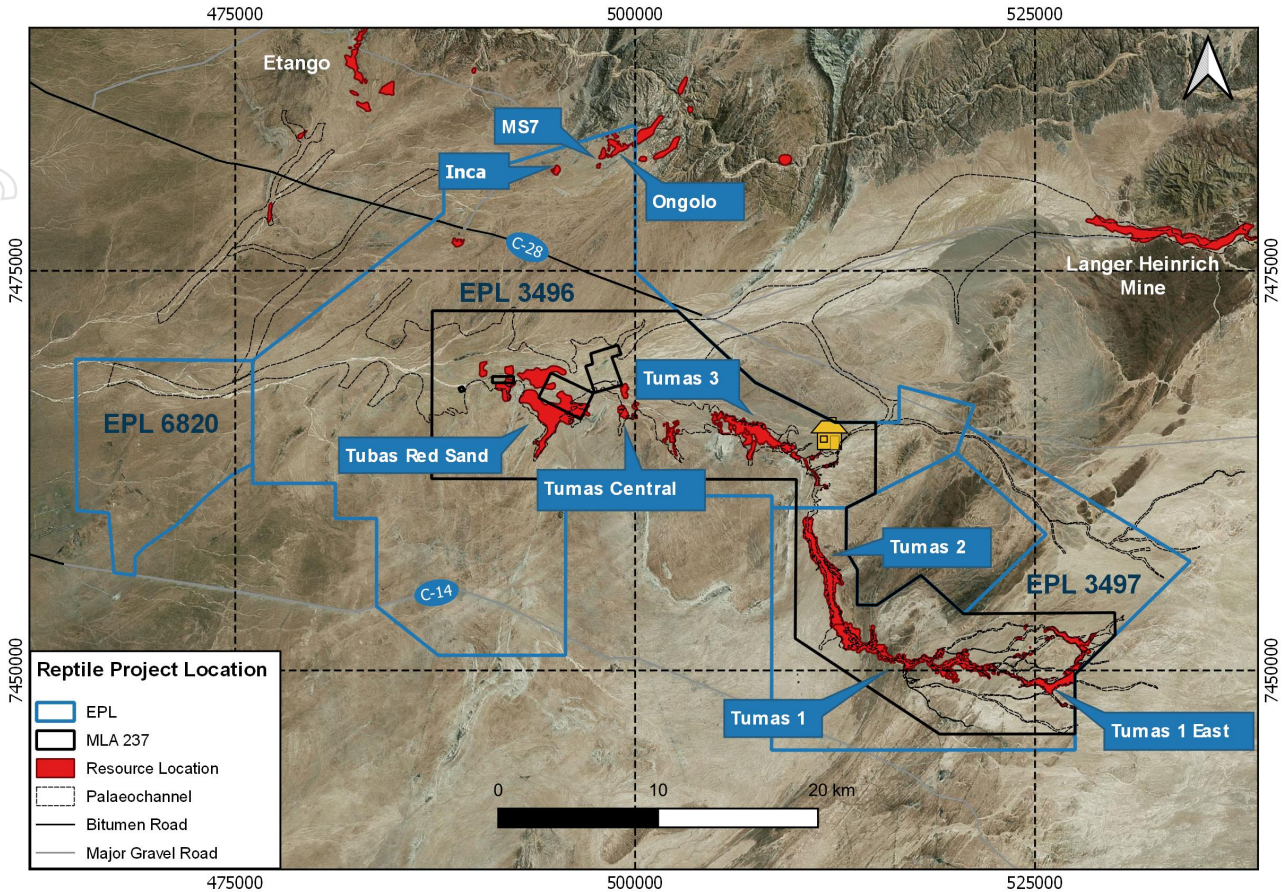 475000
500000
525000
Etango
MS7
Inca
Ongolo
C-28
7475000
7475000
Langer Heinrich
Mine
EPL 3496
Tumas 3
EPL 6820
Tubas Red Sand
Tumas Central
Tumas 2
EPL 3497
C-14
7450000
7450000
Tumas 1
Tumas 1 East
Reptile Project Location
EPL
MLA 237
Resource Location
Palaeochannel
Bitumen Road
Major Gravel Road
0
10
20 km
475000
500000
525000